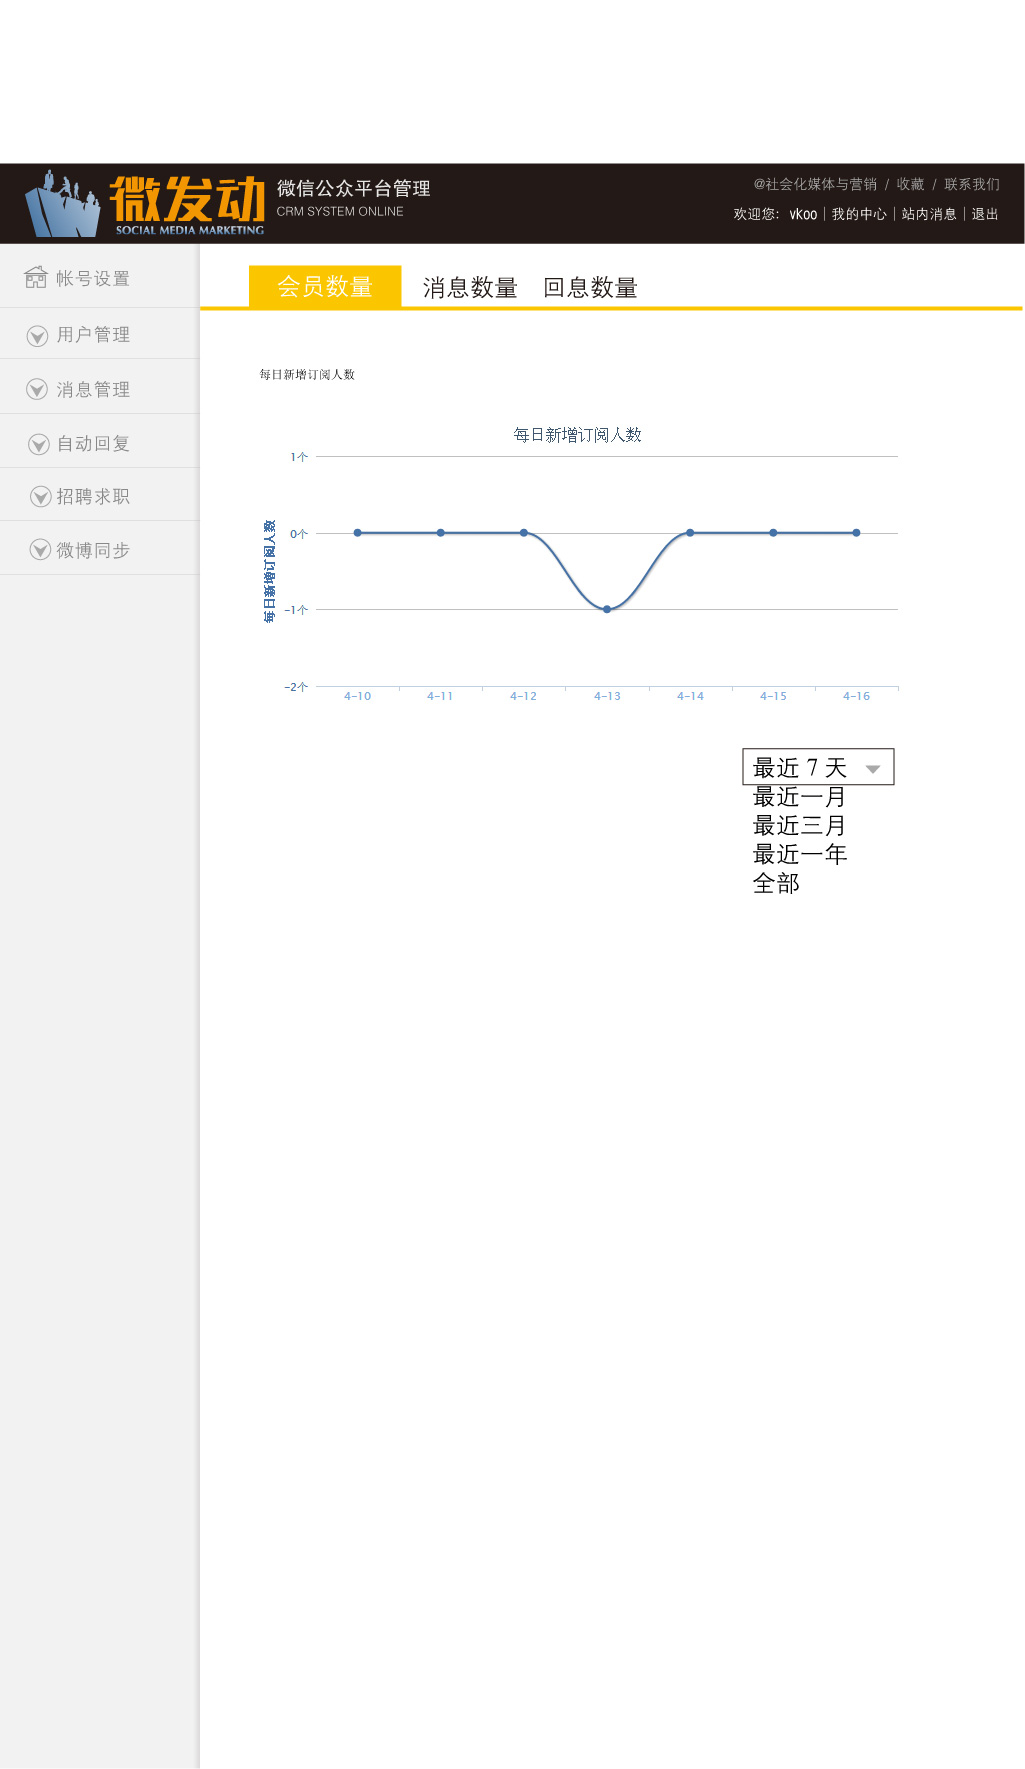 微发动
SOCIAL MEDIA MARKETING
微信公众平台管理
CRM SYSTEM ONLINE
@社会化媒体与营销 / 收藏 / 联系我们
欢迎您: vkoo | 我的中心 | 站内消息 | 退出
帐号设置
用户管理
消息管理
自动回复
招聘求职
微博同步
会员数量 消息数量 回息数量
每日新增订阅人数
每日新增订阅人数
每日新增订阅人数
1个
0个
-1个
-2个
4-10 4-11 4-12 4-13 4-14 4-15 4-16
最近 7 天
最近一月
最近三月
最近一年
全部